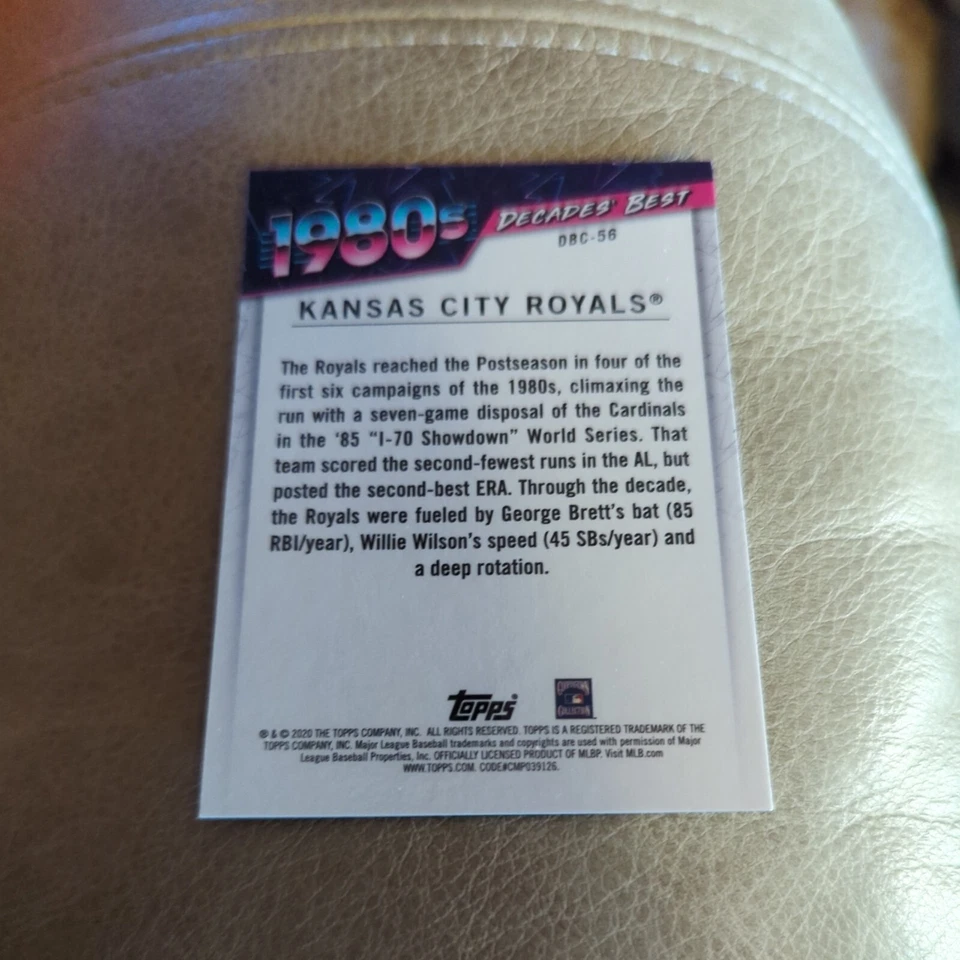 1980s DECADES' BEST
DBC-56
KANSAS CITY ROYALS®
The Royals reached the Postseason in four of the
first six campaigns of the 1980s, climaxing the
run with a seven-game disposal of the Cardinals
in the '85 "I-70 Showdown" World Series. That
team scored the second-fewest runs in the AL, but
posted the second-best ERA. Through the decade,
the Royals were fueled by George Brett's bat (85
RBI/year), Willie Wilson's speed (45 SBs/year) and
a deep rotation.
topps®
COOPERSTOWN
COLLECTION
® & © 2020 THE TOPPS COMPANY, INC. ALL RIGHTS RESERVED. TOPPS IS A REGISTERED TRADEMARK OF THE
TOPPS COMPANY, INC. Major League Baseball trademarks and copyrights are used with permission of Major
League Baseball Properties, Inc. OFFICIALLY LICENSED PRODUCT OF MLBP. Visit MLB.com
WWW.TOPPS.COM. CODE#CMP039126.